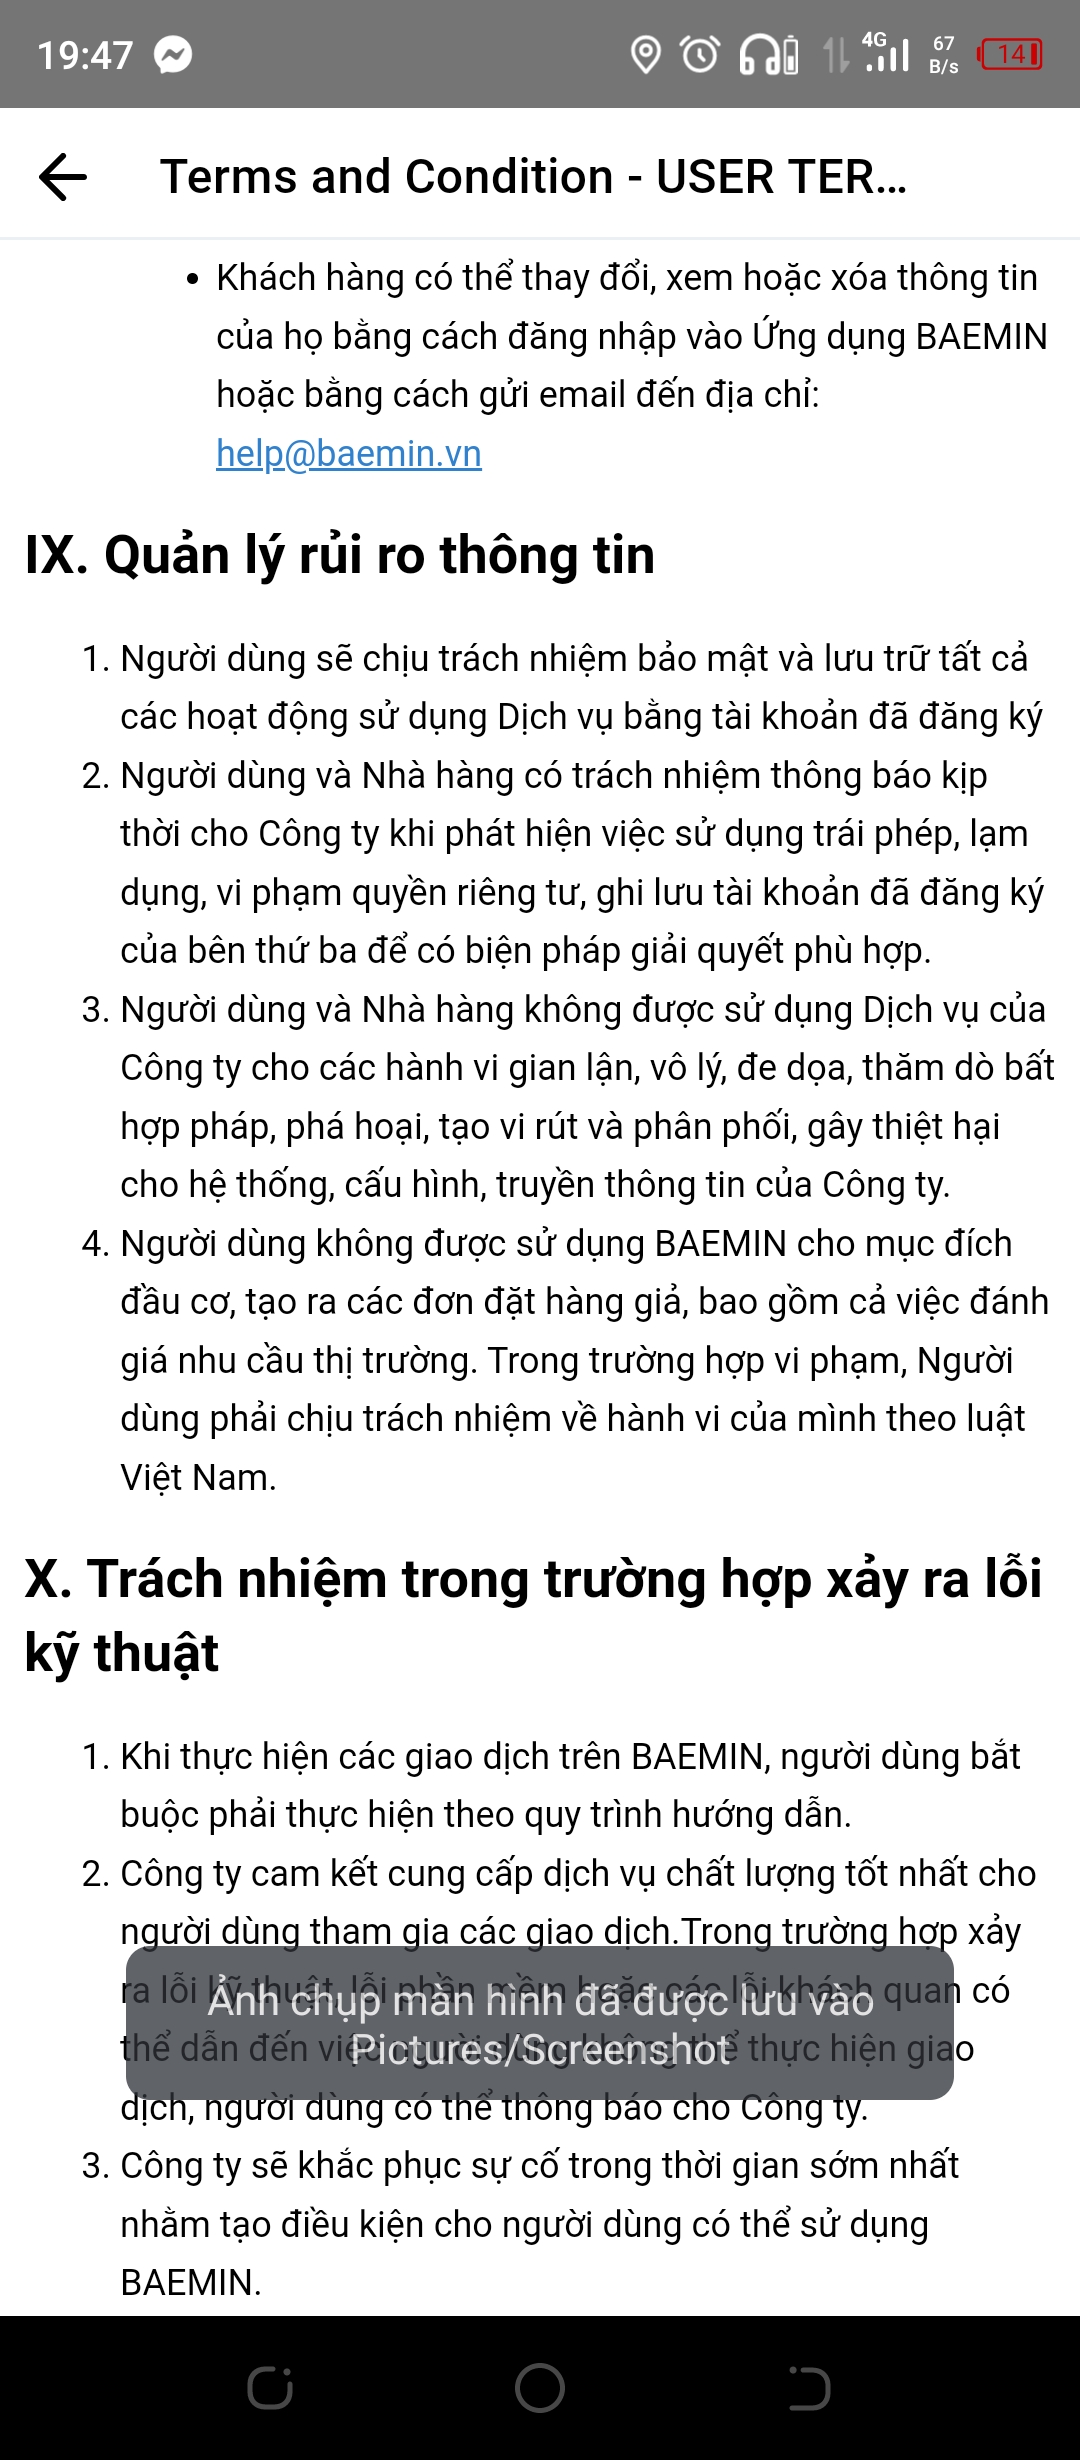 19:47
4G
67
B/s
14
Terms and Condition - USER TER...
• Khách hàng có thể thay đổi, xem hoặc xóa thông tin
của họ bằng cách đăng nhập vào Ứng dụng BAEMIN
hoặc bằng cách gửi email đến địa chỉ:
help@baemin.vn
IX. Quản lý rủi ro thông tin
1. Người dùng sẽ chịu trách nhiệm bảo mật và lưu trữ tất cả
các hoạt động sử dụng Dịch vụ bằng tài khoản đã đăng ký
2. Người dùng và Nhà hàng có trách nhiệm thông báo kịp
thời cho Công ty khi phát hiện việc sử dụng trái phép, lạm
dụng, vi phạm quyền riêng tư, ghi lưu tài khoản đã đăng ký
của bên thứ ba để có biện pháp giải quyết phù hợp.
3. Người dùng và Nhà hàng không được sử dụng Dịch vụ của
Công ty cho các hành vi gian lận, vô lý, đe dọa, thăm dò bất
hợp pháp, phá hoại, tạo vi rút và phân phối, gây thiệt hại
cho hệ thống, cấu hình, truyền thông tin của Công ty.
4. Người dùng không được sử dụng BAEMIN cho mục đích
đầu cơ, tạo ra các đơn đặt hàng giả, bao gồm cả việc đánh
giá nhu cầu thị trường. Trong trường hợp vi phạm, Người
dùng phải chịu trách nhiệm về hành vi của mình theo luật
Việt Nam.
X. Trách nhiệm trong trường hợp xảy ra lỗi
kỹ thuật
1. Khi thực hiện các giao dịch trên BAEMIN, người dùng bắt
buộc phải thực hiện theo quy trình hướng dẫn.
2. Công ty cam kết cung cấp dịch vụ chất lượng tốt nhất cho
người dùng tham gia các giao dịch.Trong trường hợp xảy
ra lỗi kỹ thuật, lỗi phần mềm hoặc các lỗi khách quan có
thể dẫn đến việc người dùng không thể thực hiện giao
dịch, người dùng có thể thông báo cho Công ty.
Ảnh chụp màn hình đã được lưu vào
Pictures/Screenshot
3. Công ty sẽ khắc phục sự cố trong thời gian sớm nhất
nhằm tạo điều kiện cho người dùng có thể sử dụng
BAEMIN.